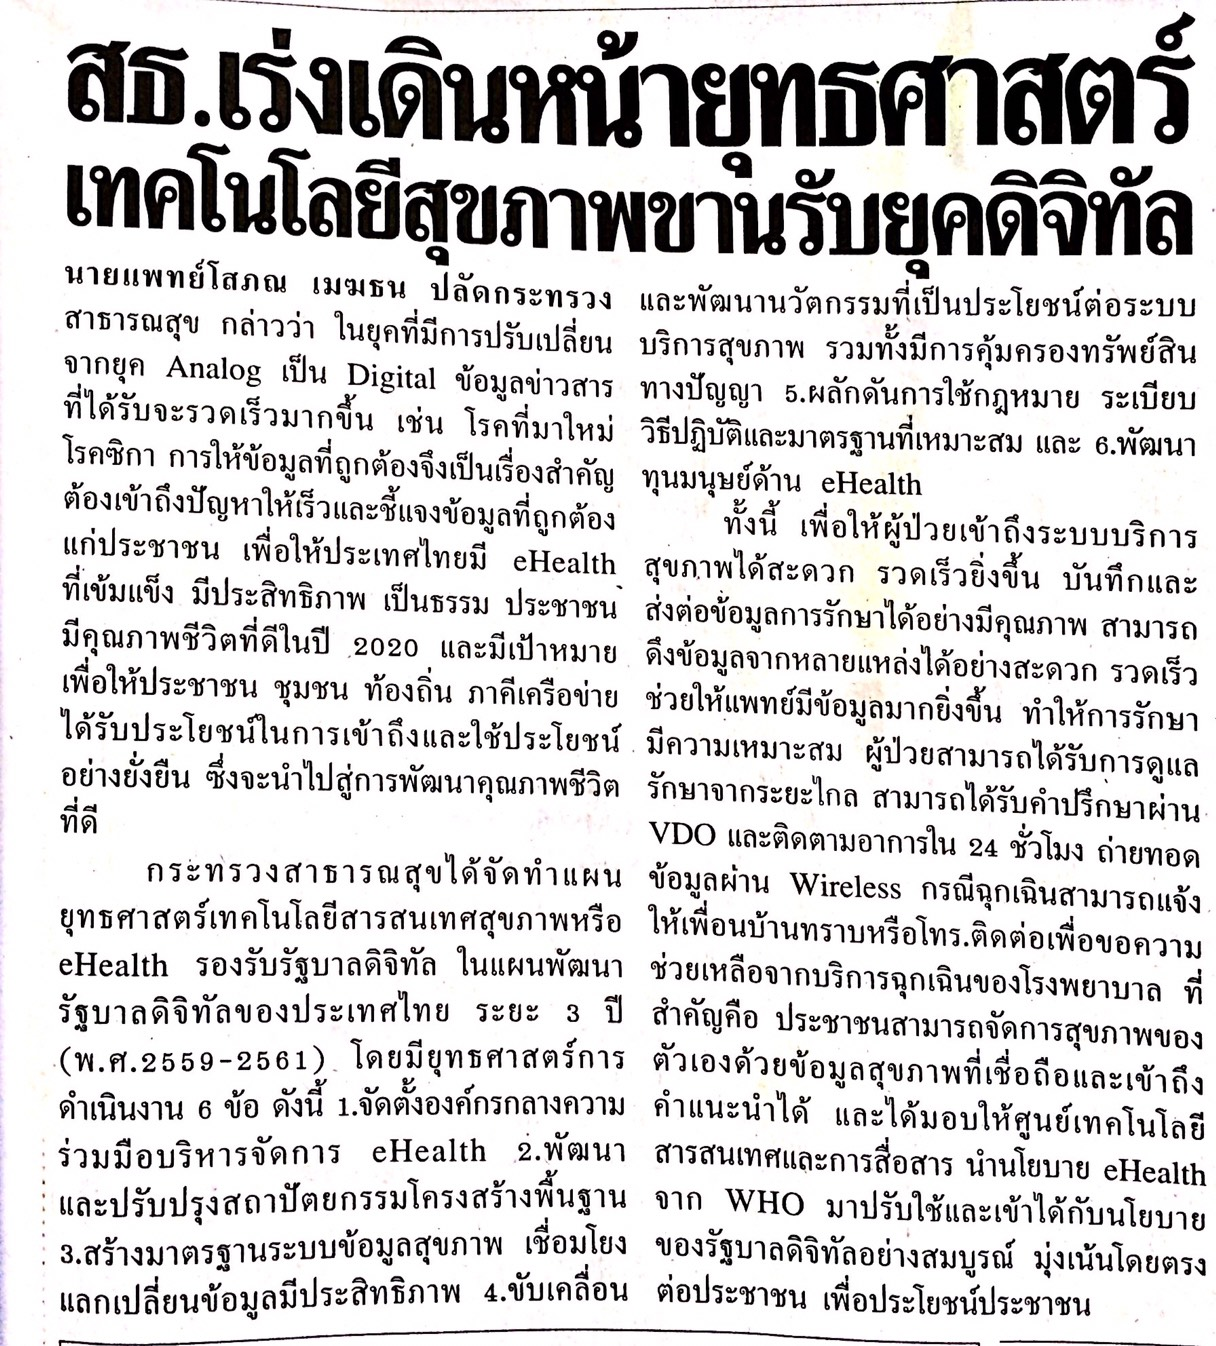 สธ.เร่งเดินหน้ายุทธศาสตร์
เทคโนโลยีสุขภาพขานรับยุคดิจิทัล
นายแพทย์โสภณ เมฆธน ปลัดกระทรวง
สาธารณสุข กล่าวว่า ในยุคที่มีการปรับเปลี่ยน
จากยุค Analog เป็น Digital ข้อมูลข่าวสาร
ที่ได้รับจะรวดเร็วมากขึ้น เช่น โรคที่มาใหม่
โรคซิกา การให้ข้อมูลที่ถูกต้องจึงเป็นเรื่องสำคัญ
ต้องเข้าถึงปัญหาให้เร็วและชี้แจงข้อมูลที่ถูกต้อง
แก่ประชาชน เพื่อให้ประเทศไทยมี eHealth
ที่เข้มแข็ง มีประสิทธิภาพ เป็นธรรม ประชาชน
มีคุณภาพชีวิตที่ดีในปี 2020 และมีเป้าหมาย
เพื่อให้ประชาชน ชุมชน ท้องถิ่น ภาคีเครือข่าย
ได้รับประโยชน์ในการเข้าถึงและใช้ประโยชน์
อย่างยั่งยืน ซึ่งจะนำไปสู่การพัฒนาคุณภาพชีวิต
ที่ดี
กระทรวงสาธารณสุขได้จัดทำแผน
ยุทธศาสตร์เทคโนโลยีสารสนเทศสุขภาพหรือ
eHealth รองรับรัฐบาลดิจิทัล ในแผนพัฒนา
รัฐบาลดิจิทัลของประเทศไทย ระยะ 3 ปี
(พ.ศ.2559-2561) โดยมียุทธศาสตร์การ
ดำเนินงาน 6 ข้อ ดังนี้ 1.จัดตั้งองค์กรกลางความ
ร่วมมือบริหารจัดการ eHealth 2.พัฒนา
และปรับปรุงสถาปัตยกรรมโครงสร้างพื้นฐาน
3.สร้างมาตรฐานระบบข้อมูลสุขภาพ เชื่อมโยง
แลกเปลี่ยนข้อมูลมีประสิทธิภาพ 4.ขับเคลื่อน
และพัฒนานวัตกรรมที่เป็นประโยชน์ต่อระบบ
บริการสุขภาพ รวมทั้งมีการคุ้มครองทรัพย์สิน
ทางปัญญา 5.ผลักดันการใช้กฎหมาย ระเบียบ
วิธีปฏิบัติและมาตรฐานที่เหมาะสม และ 6.พัฒนา
ทุนมนุษย์ด้าน eHealth
ทั้งนี้ เพื่อให้ผู้ป่วยเข้าถึงระบบบริการ
สุขภาพได้สะดวก รวดเร็วยิ่งขึ้น บันทึกและ
ส่งต่อข้อมูลการรักษาได้อย่างมีคุณภาพ สามารถ
ดึงข้อมูลจากหลายแหล่งได้อย่างสะดวก รวดเร็ว
ช่วยให้แพทย์มีข้อมูลมากยิ่งขึ้น ทำให้การรักษา
มีความเหมาะสม ผู้ป่วยสามารถได้รับการดูแล
รักษาจากระยะไกล สามารถได้รับคำปรึกษาผ่าน
VDO และติดตามอาการใน 24 ชั่วโมง ถ่ายทอด
ข้อมูลผ่าน Wireless กรณีฉุกเฉินสามารถแจ้ง
ให้เพื่อนบ้านทราบหรือโทร.ติดต่อเพื่อขอความ
ช่วยเหลือจากบริการฉุกเฉินของโรงพยาบาล ที่
สำคัญคือ ประชาชนสามารถจัดการสุขภาพของ
ตัวเองด้วยข้อมูลสุขภาพที่เชื่อถือและเข้าถึง
คำแนะนำได้ และได้มอบให้ศูนย์เทคโนโลยี
สารสนเทศและการสื่อสาร นำนโยบาย eHealth
จาก WHO มาปรับใช้และเข้าได้กับนโยบาย
ของรัฐบาลดิจิทัลอย่างสมบูรณ์ มุ่งเน้นโดยตรง
ต่อประชาชน เพื่อประโยชน์ประชาชน